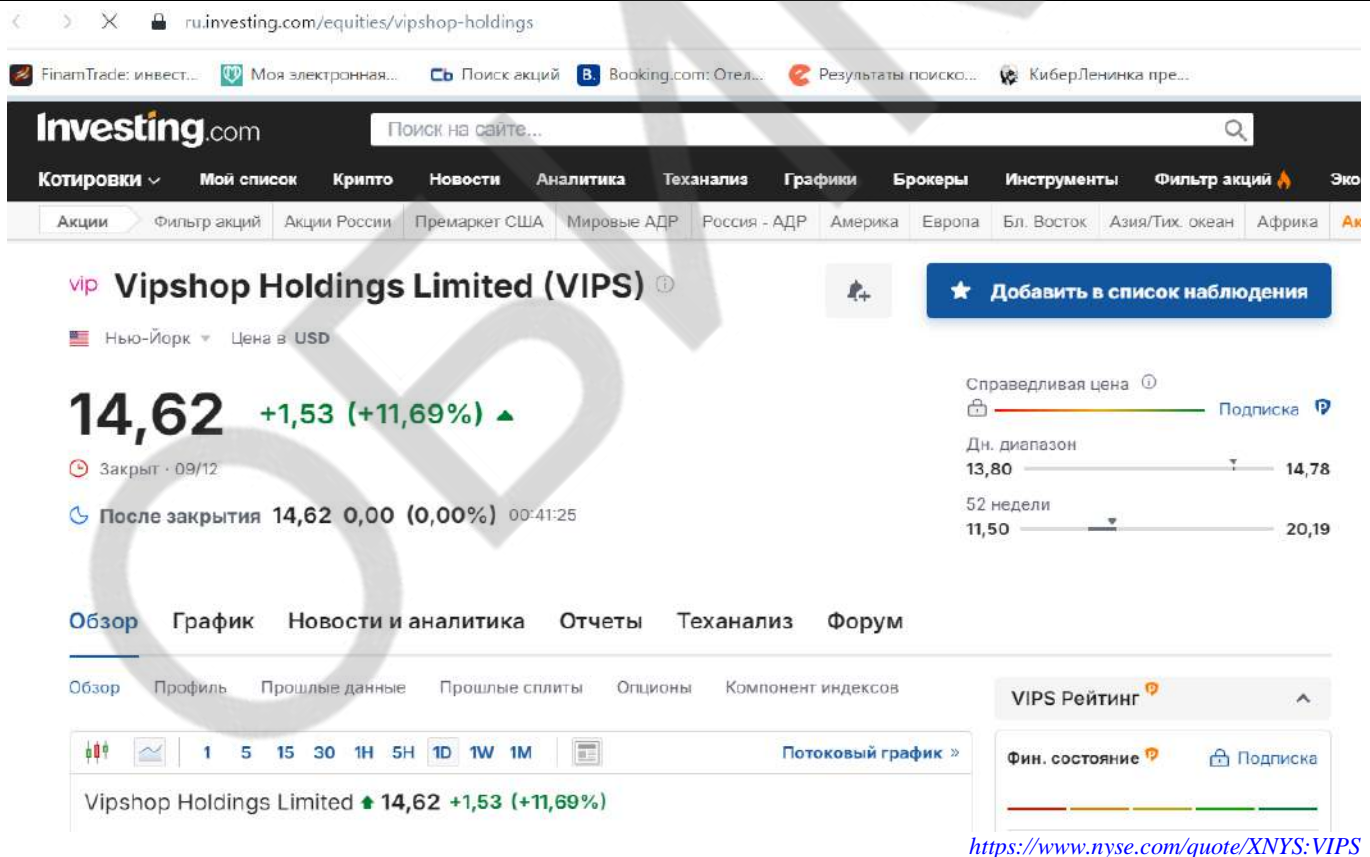 ru.investing.com/equities/vipshop-holdings
FinamTrade: инвест... Моя электронная... Сь Поиск акций B. Booking.com: Отел... Результаты поиско... КиберЛенинка пре...
Investing.com Поиск на сайте...
Котировки Мой список Крипто Новости Аналитика Теханализ Графики Брокеры Инструменты Фильтр акций Эко
Акции Фильтр акций Акции России Премаркет США Мировые АДР Россия - АДР Америка Европа Бл. Восток Азия/Тих. океан Африка Ак
vip Vipshop Holdings Limited (VIPS) Добавить в список наблюдения
Нью-Йорк Цена в USD
Справедливая цена
14,62 +1,53 (+11,69%) Подписка
Дн. диапазон
Закрыт · 09/12 13,80 14,78
52 недели
После закрытия 14,62 0,00 (0,00%) 00:41:25
11,50 20,19
Обзор График Новости и аналитика Отчеты Теханализ Форум
Обзор Профиль Прошлые данные Прошлые сплиты Опционы Компонент индексов VIPS Рейтинг
1 5 15 30 1H 5H 1D 1W 1M Потоковый график » Фин. состояние Подписка
Vipshop Holdings Limited 14,62 +1,53 (+11,69%)
https://www.nyse.com/quote/XNYS:VIPS